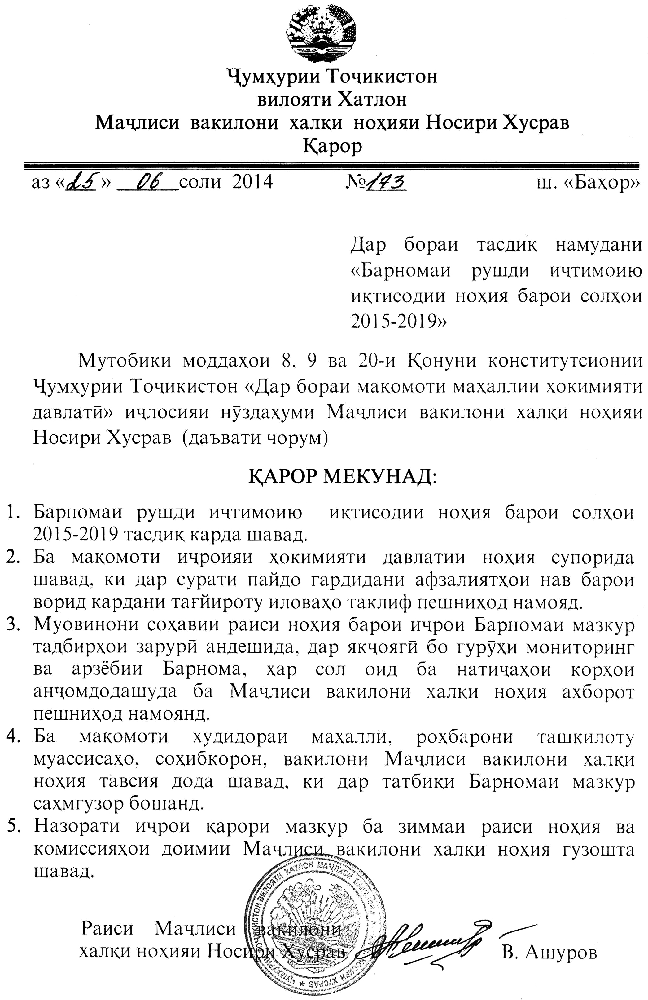 Ҷумҳурии Тоҷикистон
вилояти Хатлон
Маҷлиси вакилони халқи ноҳияи Носири Хусрав
Қарор
аз «25» 06 соли 2014 №173 ш. «Баҳор»
Дар бораи тасдиқ намудани
«Барномаи рушди иҷтимоию
иқтисодии ноҳия барои солҳои
2015-2019»
Мутобиқи моддаҳои 8, 9 ва 20-и Қонуни конститутсионии
Ҷумҳурии Тоҷикистон «Дар бораи мақомоти маҳаллии ҳокимияти
давлатӣ» иҷлосияи нӯздаҳуми Маҷлиси вакилони халқи ноҳияи
Носири Хусрав (даъвати чорум)
ҚАРОР МЕКУНАД:
1. Барномаи рушди иҷтимоию иқтисодии ноҳия барои солҳои
2015-2019 тасдиқ карда шавад.
2. Ба мақомоти иҷроияи ҳокимияти давлатии ноҳия супорида
шавад, ки дар сурати пайдо гардидани афзалиятҳои нав барои
ворид кардани тағйироту иловаҳо таклиф пешниҳод намояд.
3. Муовинони соҳавии раиси ноҳия барои иҷрои Барномаи мазкур
тадбирҳои зарурӣ андешида, дар якҷоягӣ бо гурӯҳи мониторинг
ва арзёбии Барнома, ҳар сол оид ба натиҷаҳои корҳои
анҷомдодашуда ба Маҷлиси вакилони халқи ноҳия ахборот
пешниҳод намоянд.
4. Ба мақомоти худидораи маҳаллӣ, роҳбарони ташкилоту
муассисаҳо, соҳибкорон, вакилони Маҷлиси вакилони халқи
ноҳия тавсия дода шавад, ки дар татбиқи Барномаи мазкур
саҳмгузор бошанд.
5. Назорати иҷрои қарори мазкур ба зиммаи раиси ноҳия ва
комиссияҳои доимии Маҷлиси вакилони халқи ноҳия гузошта
шавад.
Раиси Маҷлиси вакилони
халқи ноҳияи Носири Хусрав В. Ашуров
ҶУМҲУРИИ ТОҶИКИСТОН ВИЛОЯТИ ХАТЛОН МАҶЛИСИ ВАКИЛОНИ НОСИРИ ХУСРАВ